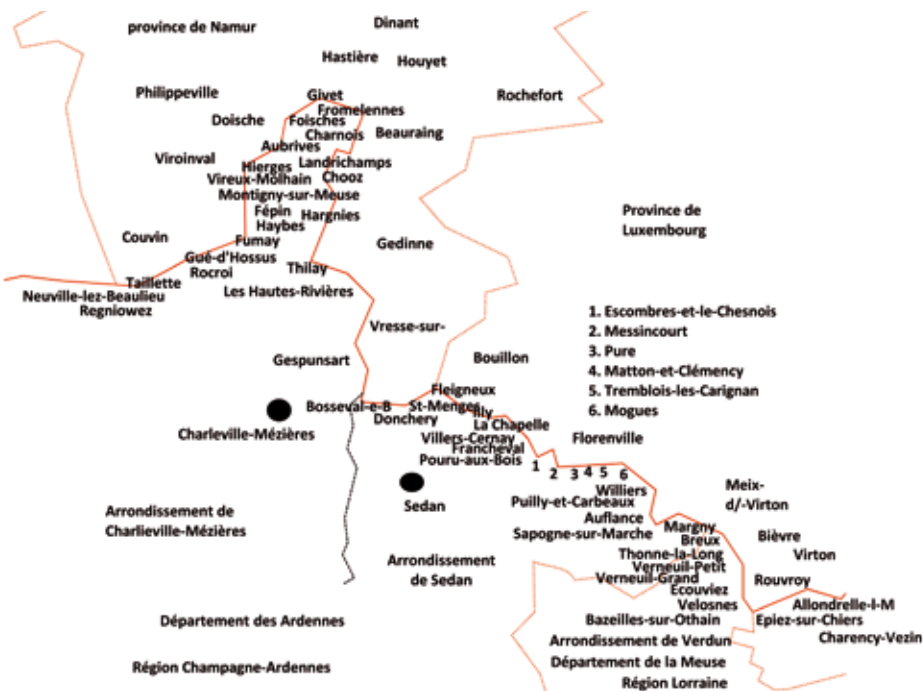 Dinant
province de Namur
Hastière
Houyet
Philippeville
Givet
Rochefort
Fromelennes
Doische
Foisches
Charnois
Beauraing
Aubrives
Viroinval
Hierges
Landrichamps
Vireux-Molhain
Chooz
Montigny-sur-Meuse
Fépin
Hargnies
Haybes
Province de
Luxembourg
Couvin
Fumay
Gedinne
Gué-d'Hossus
Rocroi
Thilay
Taillette
Les Hautes-Rivières
Neuville-lez-Beaulieu
Regniowez
1. Escombres-et-le-Chesnois
2. Messincourt
3. Pure
4. Matton-et-Clémency
5. Tremblois-les-Carignan
6. Mogues
Vresse-sur-
Gespunsart
Bouillon
Fleigneux
Bosseval-e-B
St-Menges
Illy
Donchery
La Chapelle
Charleville-Mézières
Villers-Cernay
Florenville
Francheval
Pouru-aux-Bois
1
2
3
4
5
6
Meix-
d/-Virton
Williers
Puilly-et-Carbeaux
Sedan
Auflance
Arrondissement de
Charlieville-Mézières
Sapogne-sur-Marche
Margny
Breux
Bièvre
Thonne-la-Long
Virton
Arrondissement
de Sedan
Verneuil-Petit
Verneuil-Grand
Rouvroy
Ecouviez
Velosnes
Allondrelle-l-M
Département des Ardennes
Bazeilles-sur-Othain
Epiez-sur-Chiers
Arrondissement de Verdun
Charency-Vezin
Région Champagne-Ardennes
Département de la Meuse
Région Lorraine